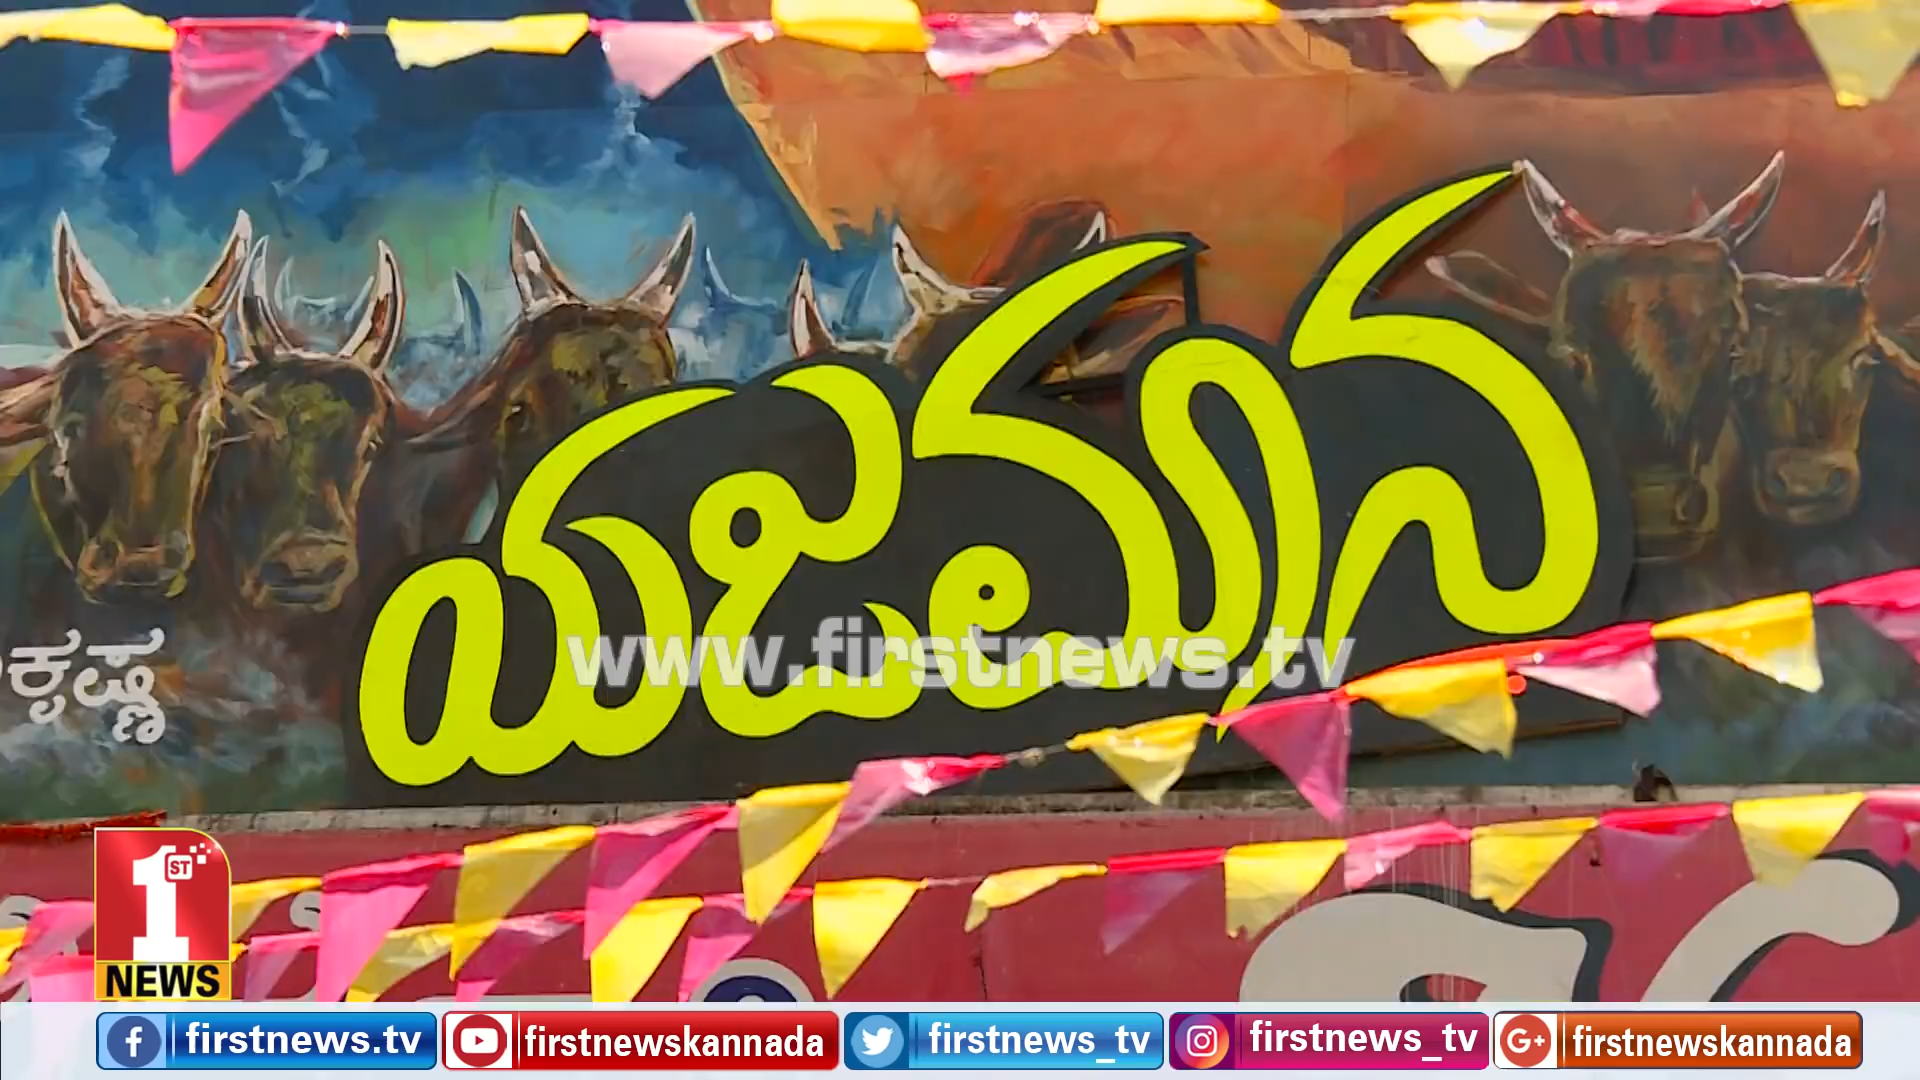 ಯಜಮಾನ
www.firstnews.tv
ಕೃಷ್ಣ
1ST
NEWS
firstnews.tv
firstnewskannada
firstnews_tv
firstnews_tv
firstnewskannada